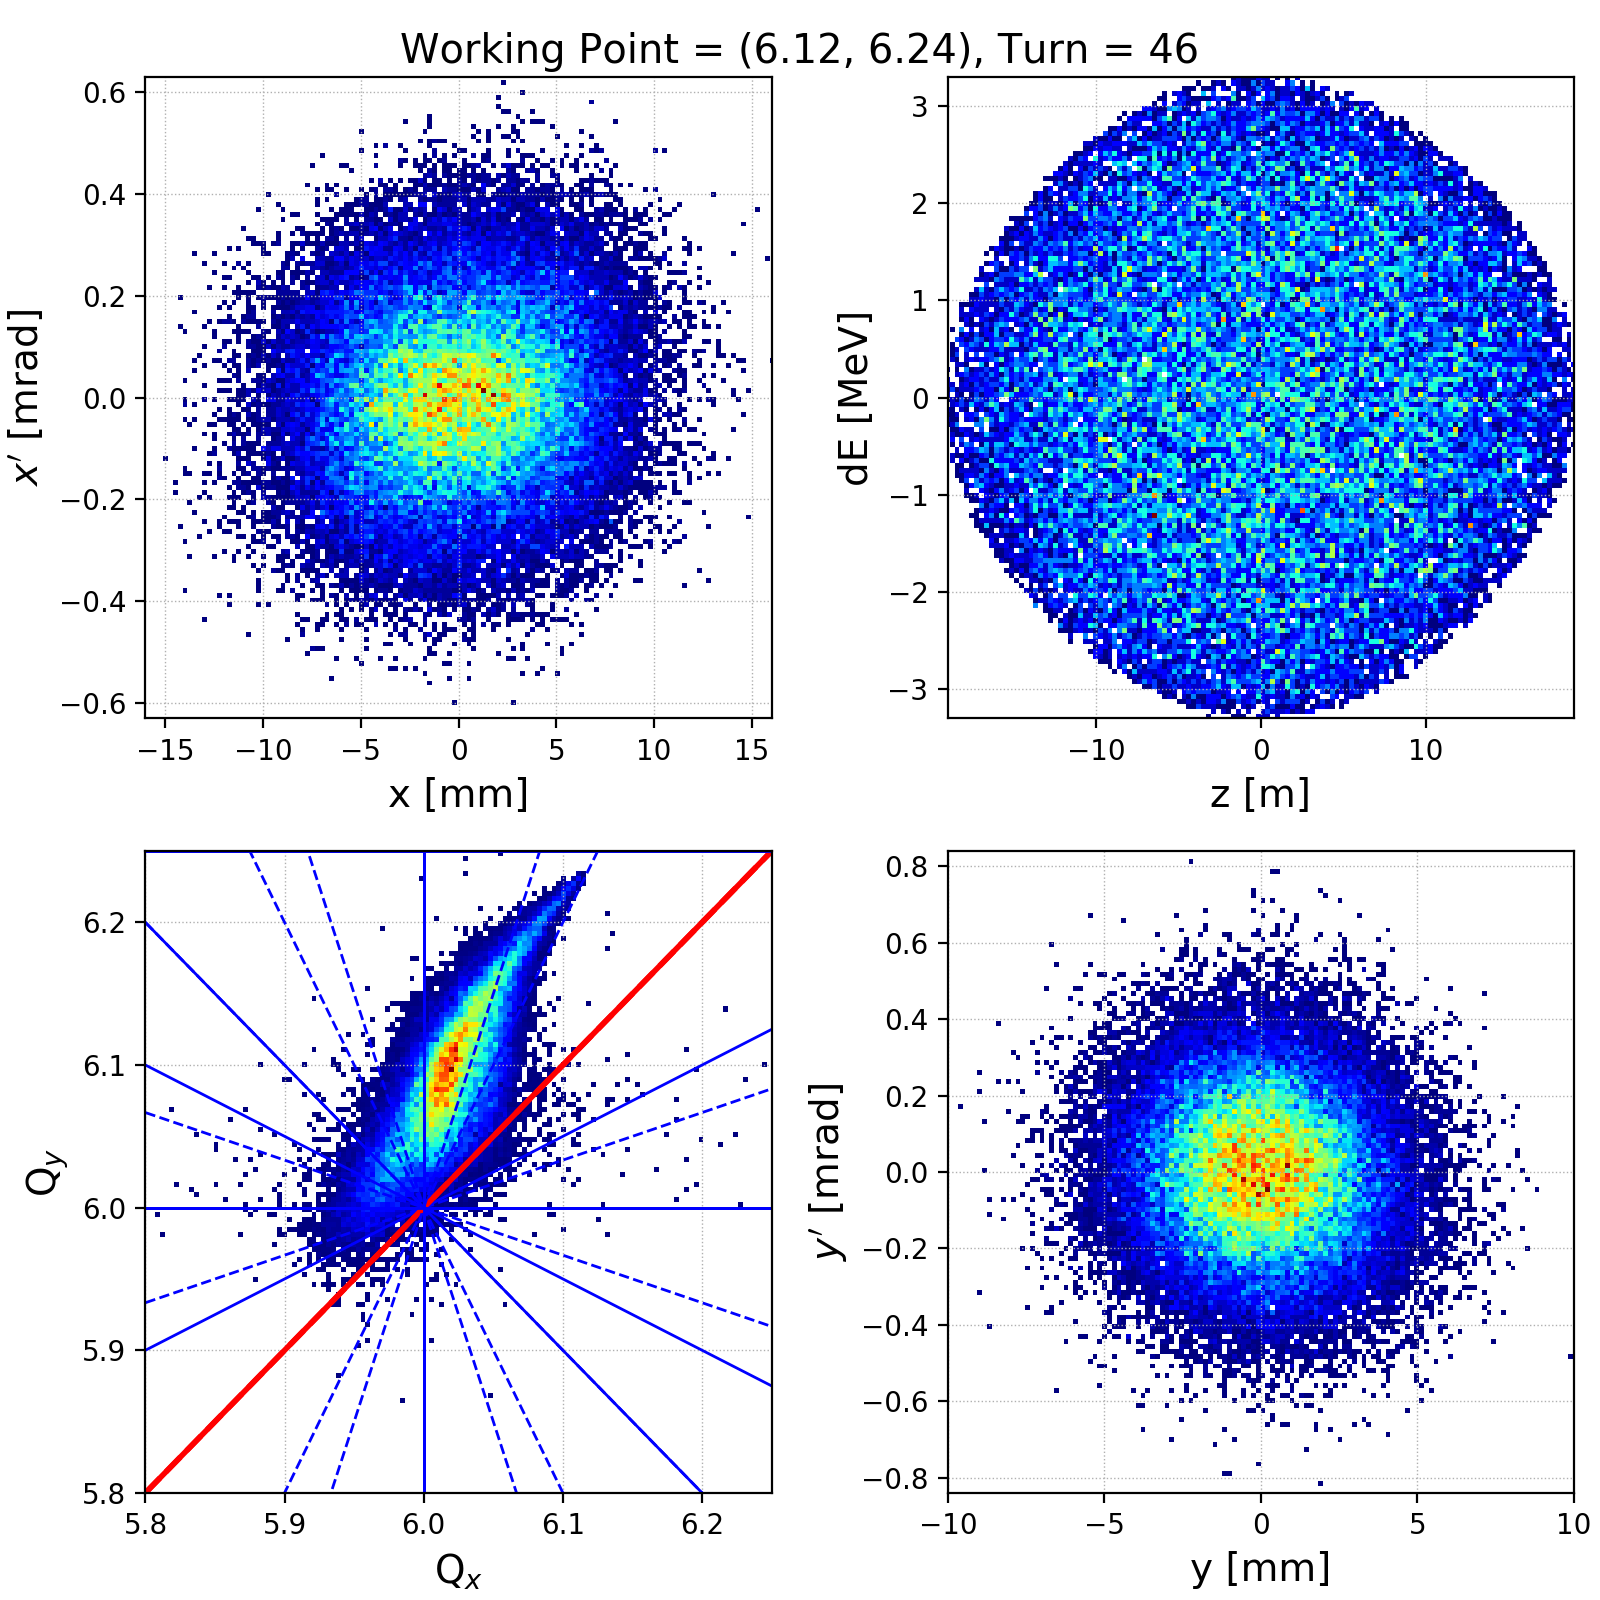 Working Point = (6.12, 6.24), Turn = 46
0.6
0.4
0.2
0.0
−0.2
−0.4
−0.6
x′ [mrad]
−15 −10 −5 0 5 10 15
x [mm]
3
2
1
0
−1
−2
−3
dE [MeV]
−10 0 10
z [m]
6.2
6.1
6.0
5.9
5.8
Qy
5.8 5.9 6.0 6.1 6.2
Qx
0.8
0.6
0.4
0.2
0.0
−0.2
−0.4
−0.6
−0.8
y′ [mrad]
−10 −5 0 5 10
y [mm]